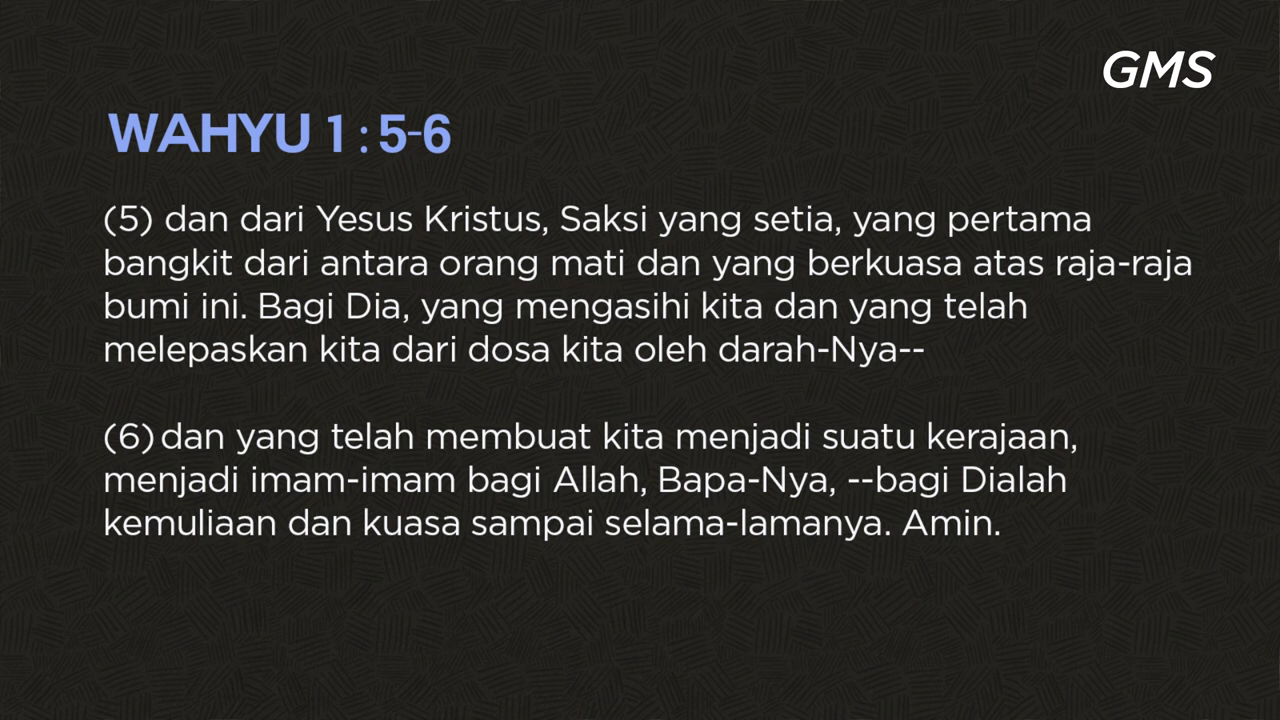 GMS
WAHYU 1 : 5-6
(5) dan dari Yesus Kristus, Saksi yang setia, yang pertama
bangkit dari antara orang mati dan yang berkuasa atas raja-raja
bumi ini. Bagi Dia, yang mengasihi kita dan yang telah
melepaskan kita dari dosa kita oleh darah-Nya--
(6) dan yang telah membuat kita menjadi suatu kerajaan,
menjadi imam-imam bagi Allah, Bapa-Nya, --bagi Dialah
kemuliaan dan kuasa sampai selama-lamanya. Amin.